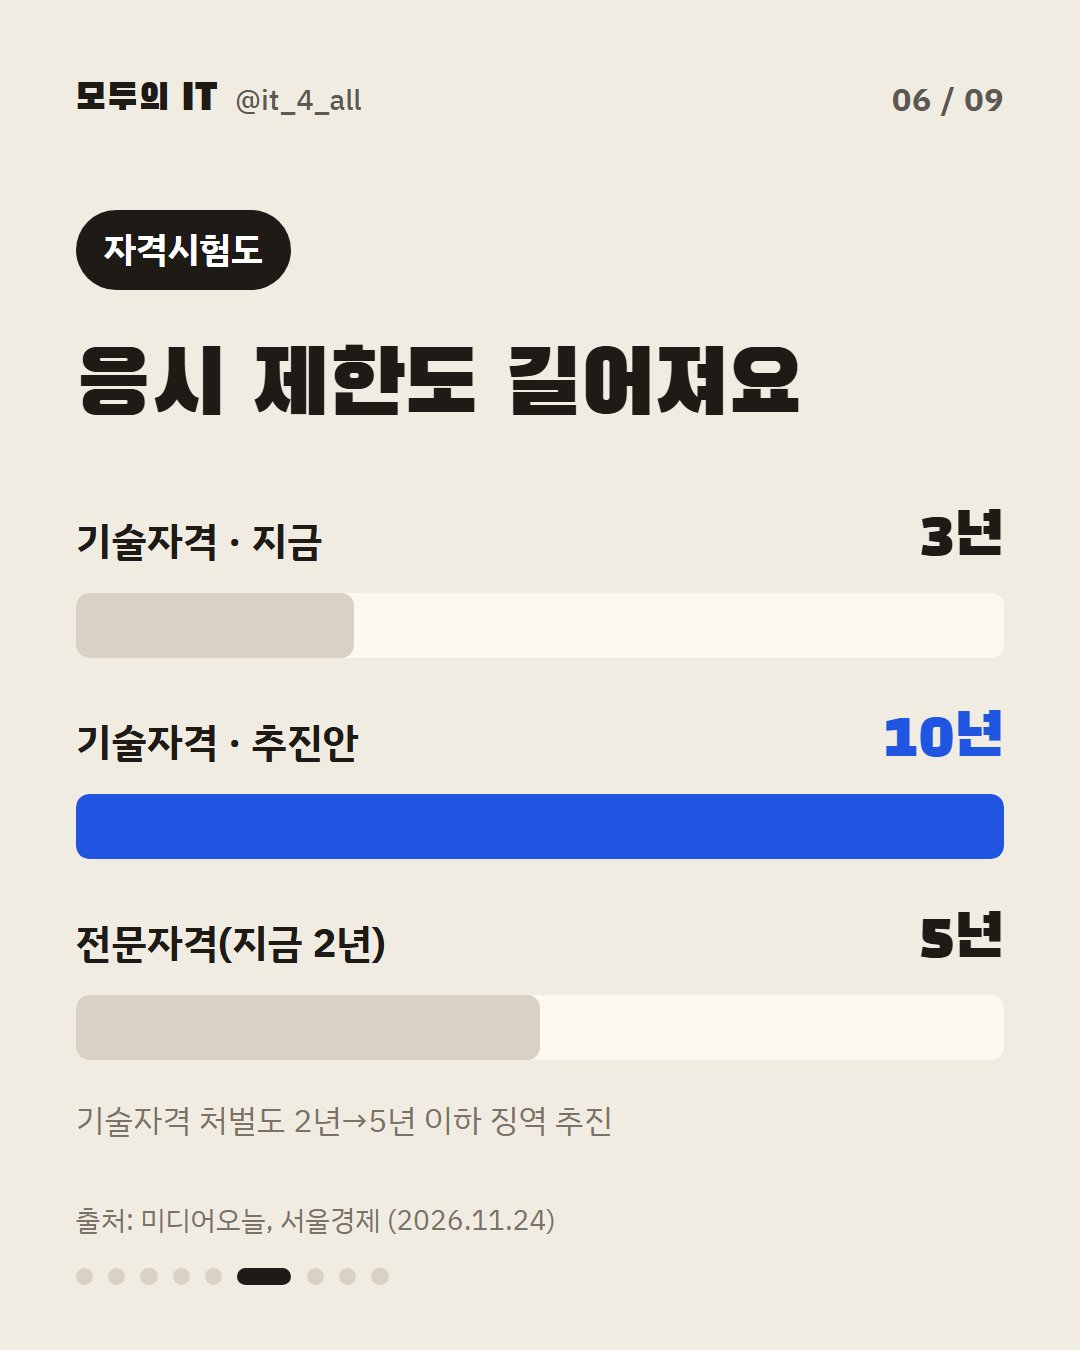 모두의 IT @it_4_all
06 / 09
자격시험도
응시 제한도 길어져요
기술자격 · 지금
3년
기술자격 · 추진안
10년
전문자격(지금 2년)
5년
기술자격 처벌도 2년→5년 이하 징역 추진
출처: 미디어오늘, 서울경제 (2026.11.24)